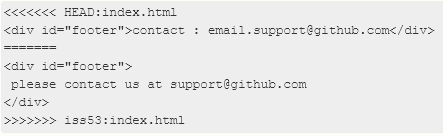 <<<<<<< HEAD:index.html
<div id="footer">contact : email.support@github.com</div>
=======
<div id="footer">
 please contact us at support@github.com
</div>
>>>>>>> iss53:index.html